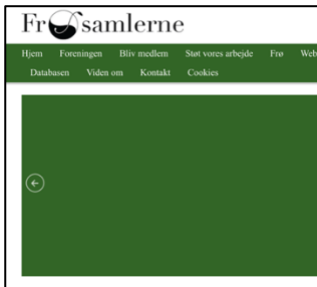 Frøsamlerne
Hjem Foreningen Bliv medlem Støt vores arbejde Frø Web
Databasen Viden om Kontakt Cookies